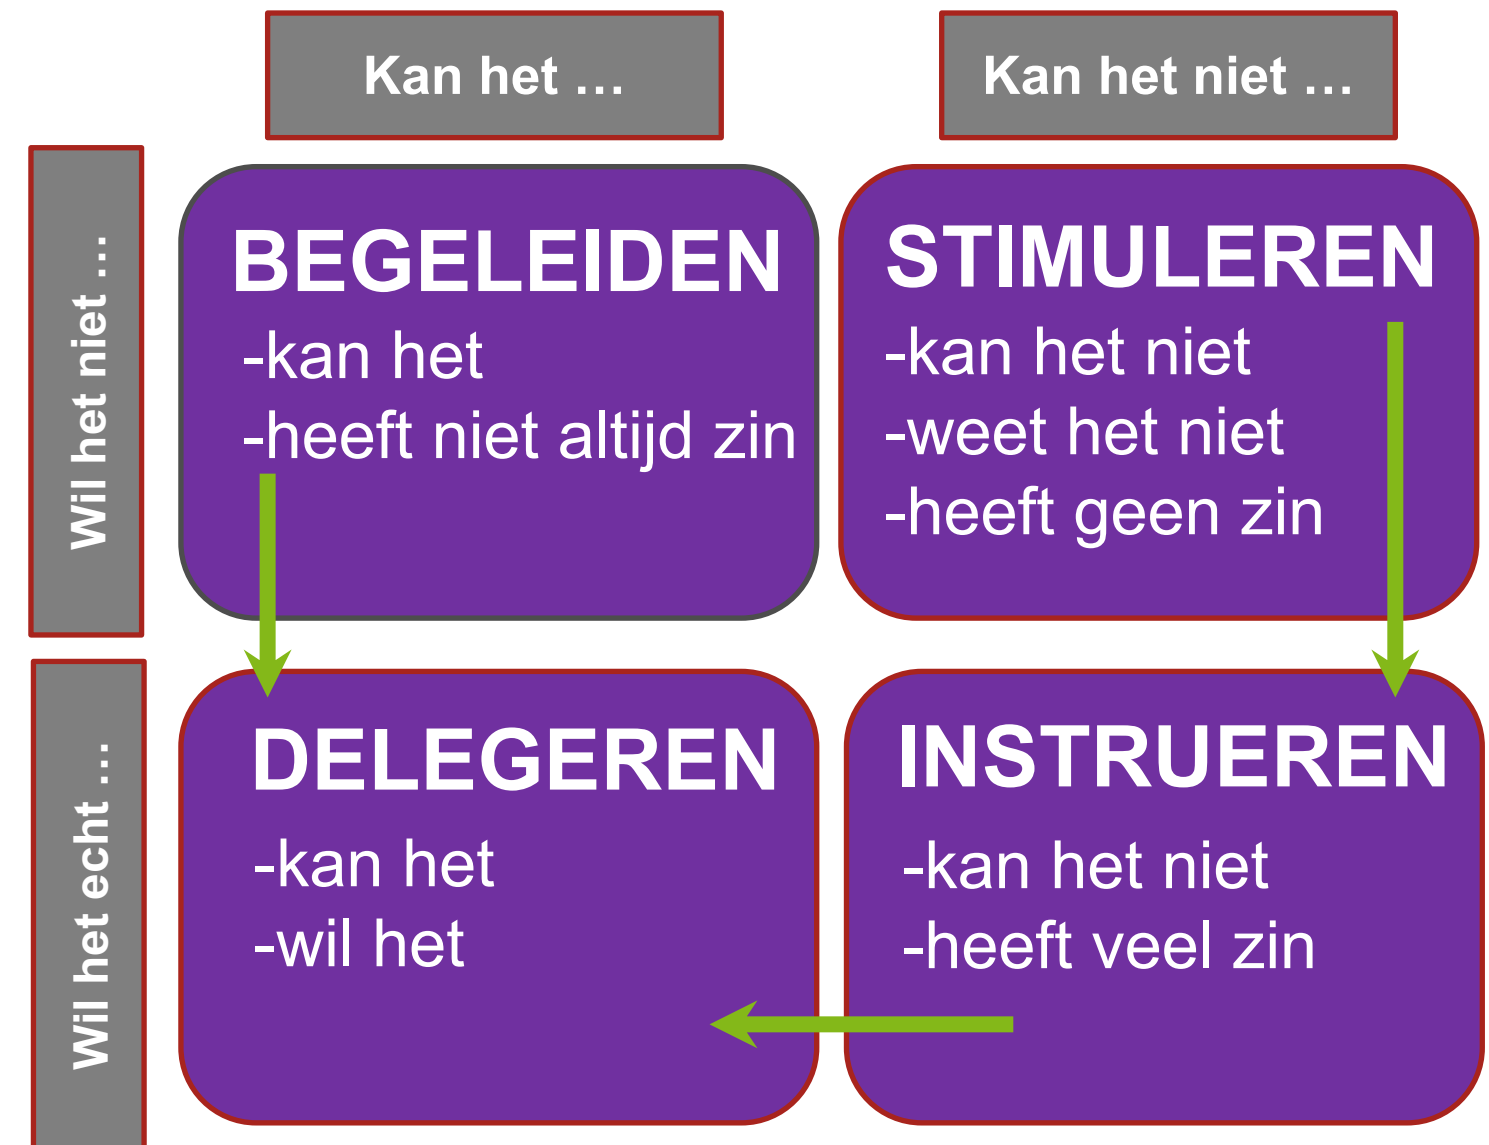 Kan het …
Kan het niet …
Wil het niet …
BEGELEIDEN
-kan het
-heeft niet altijd zin
STIMULEREN
-kan het niet
-weet het niet
-heeft geen zin
Wil het echt …
DELEGEREN
-kan het
-wil het
INSTRUEREN
-kan het niet
-heeft veel zin